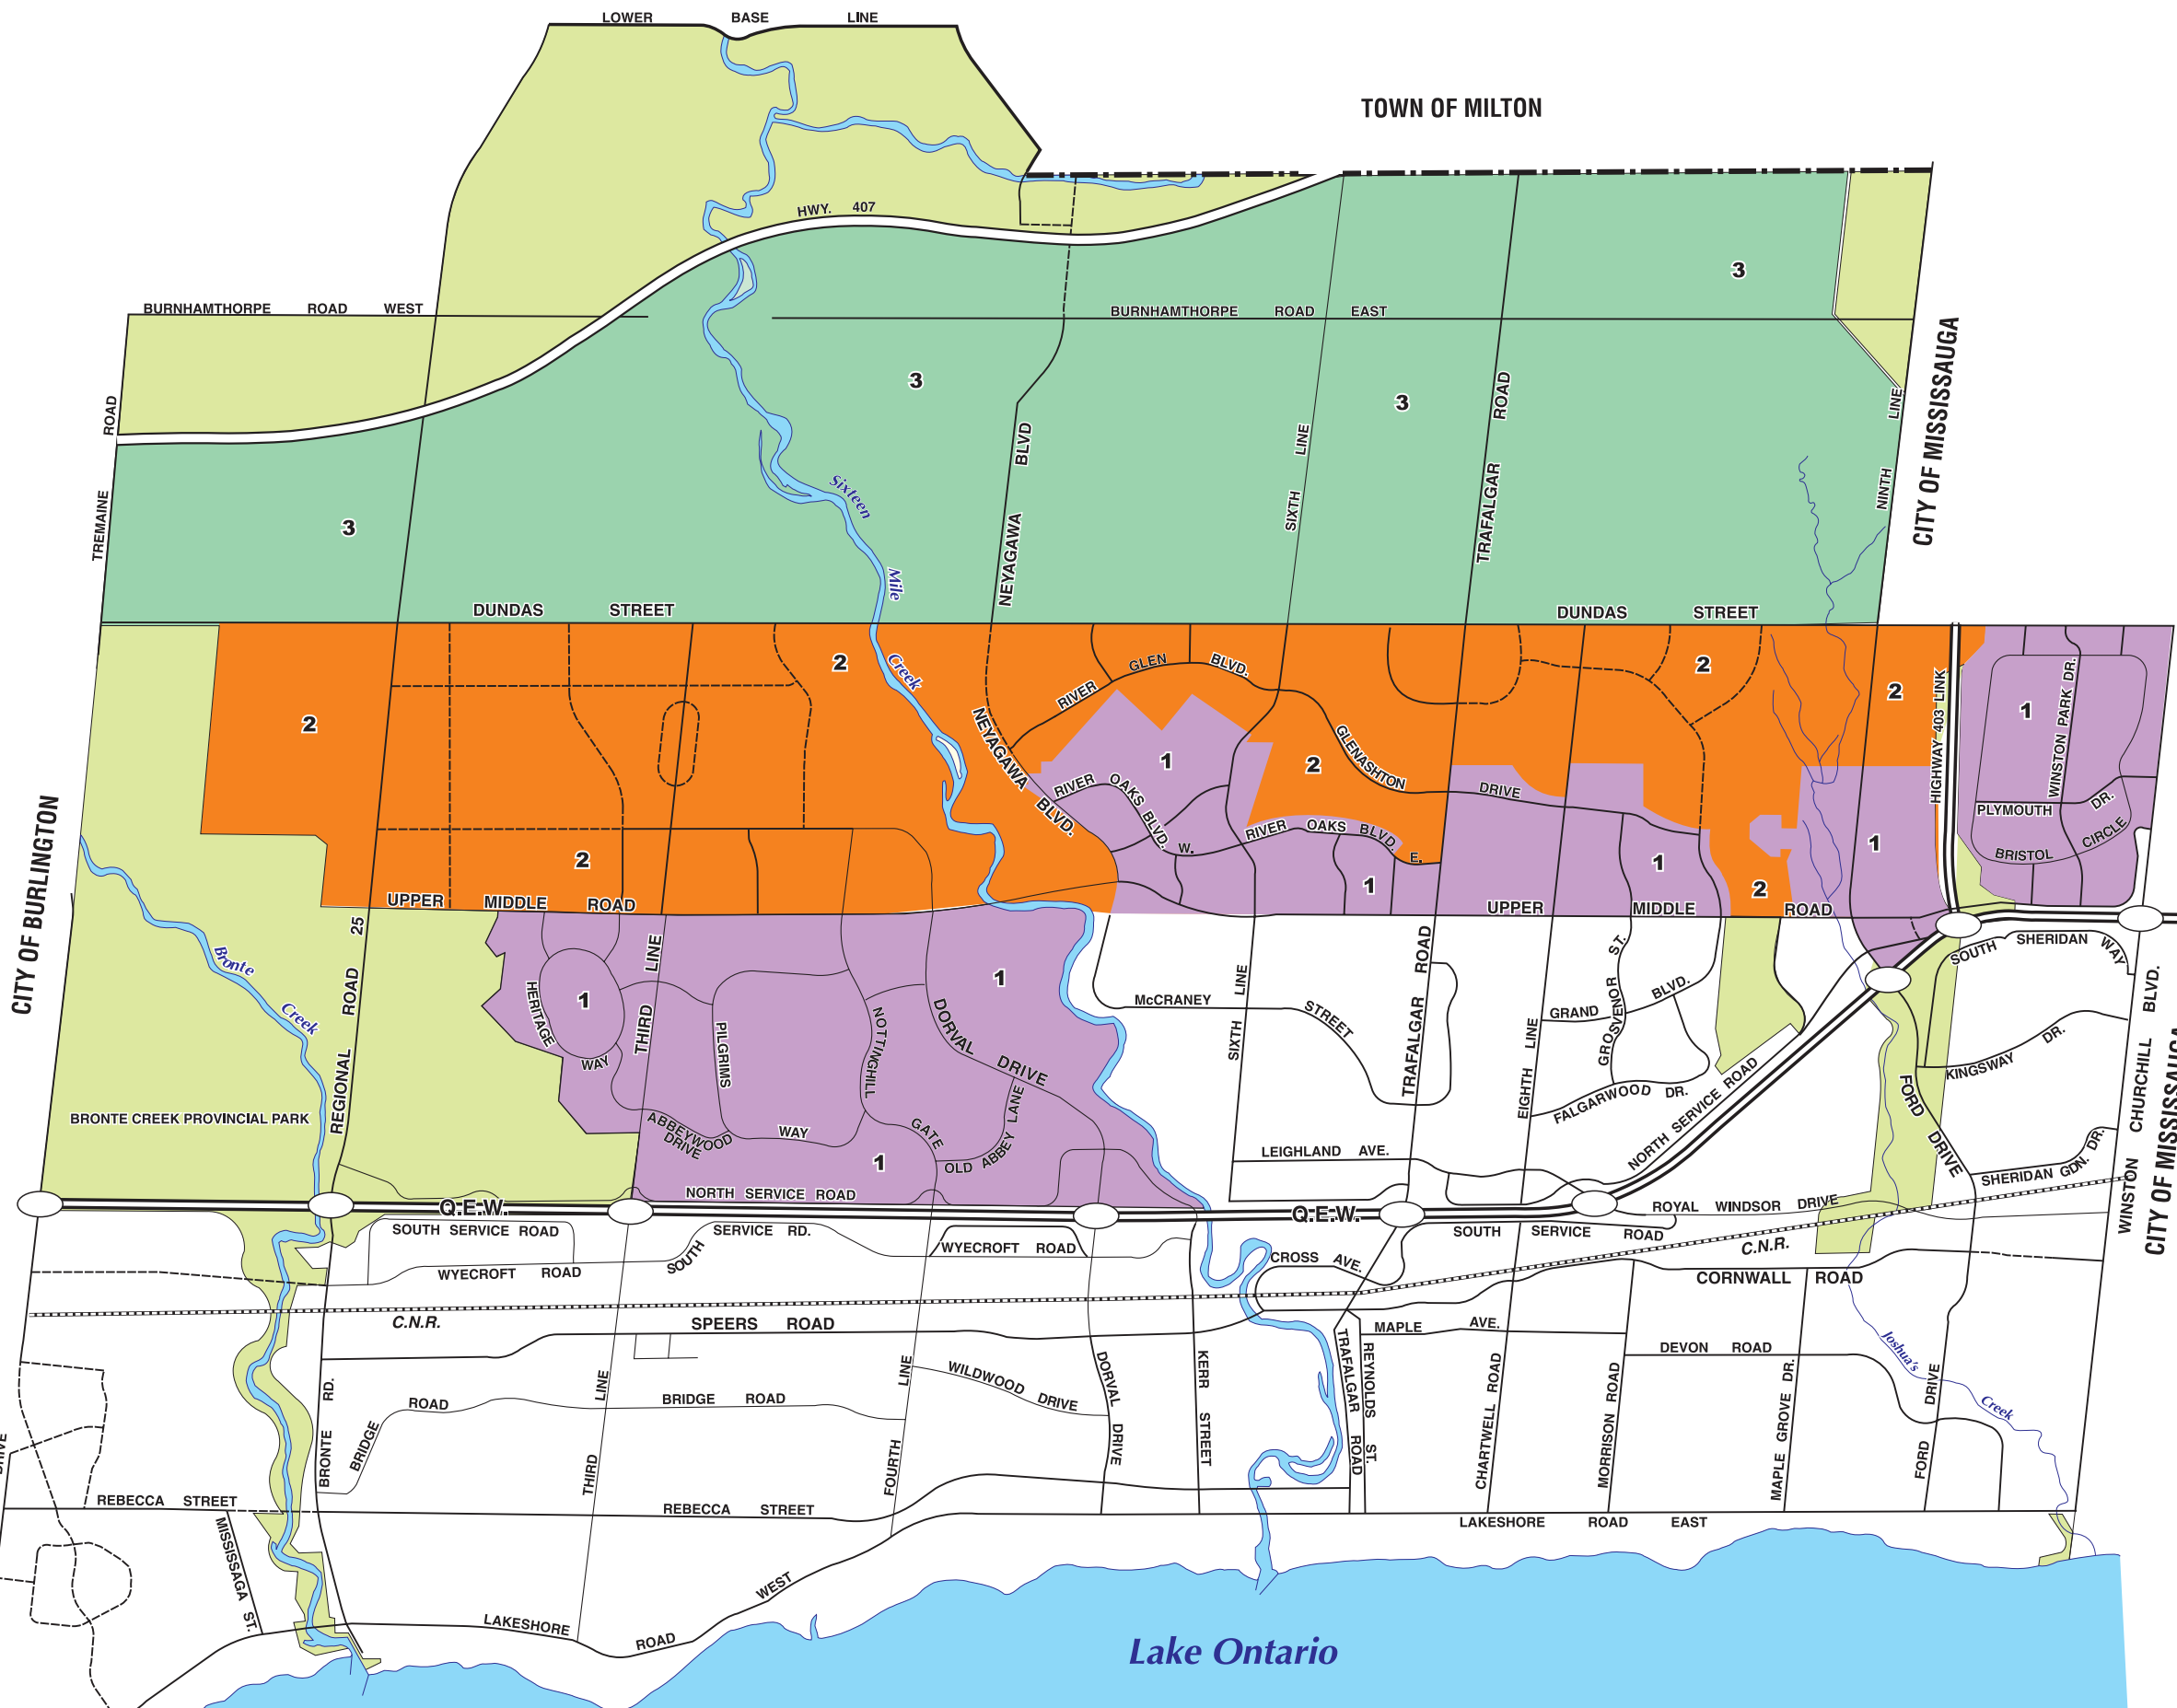 LOWER BASE LINE
TOWN OF MILTON
HWY. 407
3
BURNHAMTHORPE ROAD WEST
BURNHAMTHORPE ROAD EAST
CITY OF MISSISSAUGA
3
3
TREMAINE ROAD
NEYAGAWA BLVD
SIXTH LINE
TRAFALGAR ROAD
NINTH LINE
3
Sixteen Mile Creek
DUNDAS STREET
DUNDAS STREET
2
2
2
2
1
RIVER GLEN BLVD.
HIGHWAY 403 LINK
WINSTON PARK DR.
NEYAGAWA BLVD.
GLENASHTON DRIVE
1
2
RIVER OAKS BLVD. W.
RIVER OAKS BLVD. E.
PLYMOUTH DR.
BRISTOL CIRCLE
1
2
1
1
2
CITY OF BURLINGTON
UPPER MIDDLE ROAD
UPPER MIDDLE ROAD
REGIONAL ROAD 25
Bronte Creek
THIRD LINE
1
1
HERITAGE WAY
PILGRIMS WAY
NOTTINGHILL GATE
DORVAL DRIVE
McCRANEY STREET
SIXTH LINE
TRAFALGAR ROAD
EIGHTH LINE
GRAND BLVD.
GROSVENOR ST.
SOUTH SHERIDAN WAY
KINGSWAY DR.
FORD DRIVE
WINSTON CHURCHILL BLVD.
CITY OF MISSISSAUGA
BRONTE CREEK PROVINCIAL PARK
ABBEYWOOD DRIVE
OLD ABBEY LANE
1
FALGARWOOD DR.
NORTH SERVICE ROAD
LEIGHLAND AVE.
SHERIDAN GDN. DR.
NORTH SERVICE ROAD
Q.E.W.
Q.E.W.
ROYAL WINDSOR DRIVE
SOUTH SERVICE ROAD
SOUTH SERVICE RD.
WYECROFT ROAD
SOUTH SERVICE ROAD
C.N.R.
WYECROFT ROAD
CROSS AVE.
CORNWALL ROAD
C.N.R.
SPEERS ROAD
MAPLE AVE.
DEVON ROAD
Joshua's Creek
BRONTE RD.
BRIDGE ROAD
BRIDGE ROAD
THIRD LINE
FOURTH LINE
WILDWOOD DRIVE
DORVAL DRIVE
KERR STREET
TRAFALGAR ROAD
REYNOLDS ST.
CHARTWELL ROAD
MORRISON ROAD
MAPLE GROVE DR.
FORD DRIVE
REBECCA STREET
REBECCA STREET
LAKESHORE ROAD EAST
MISSISSAGA ST.
LAKESHORE ROAD WEST
Lake Ontario